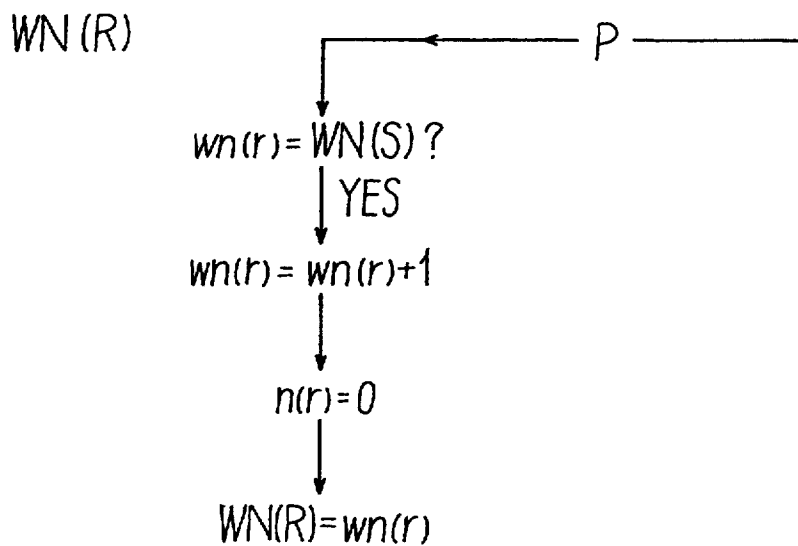 WN(R)
P
wn(r)=WN(S)?
YES
wn(r)=wn(r)+1
n(r)=0
WN(R)=wn(r)